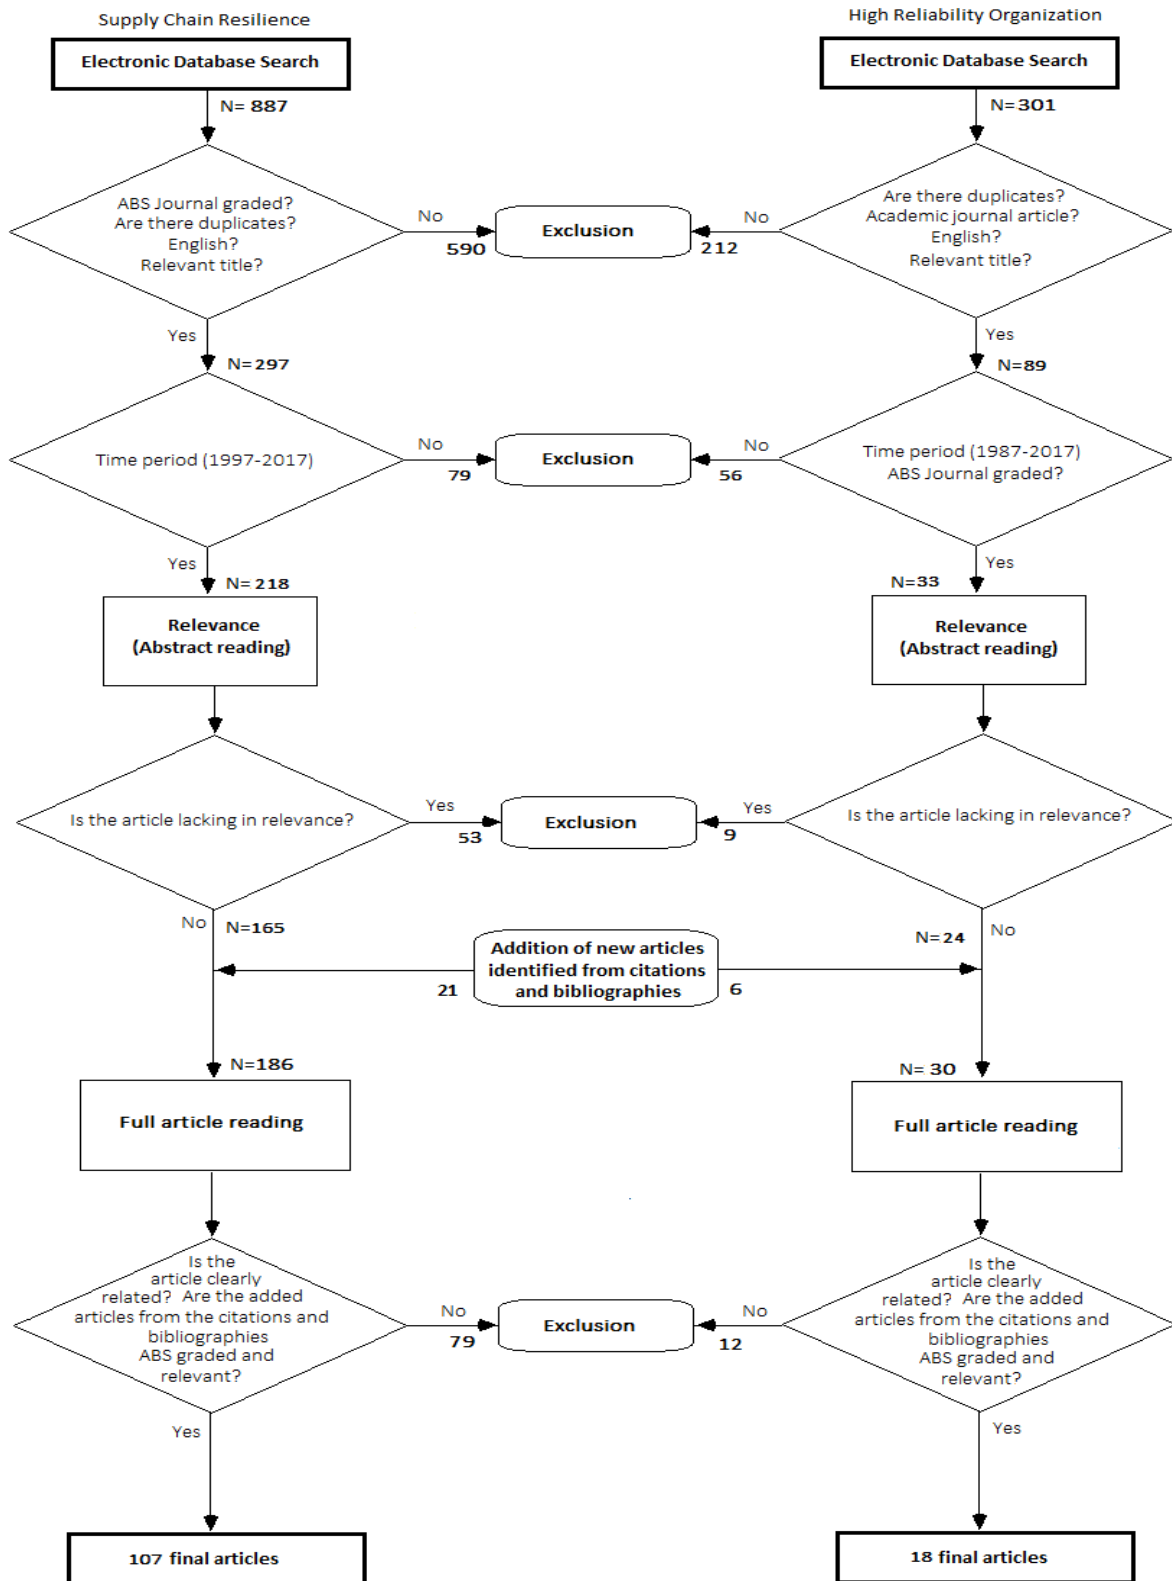 Supply Chain Resilience
High Reliability Organization
Electronic Database Search
Electronic Database Search
N= 887
N=301
ABS Journal graded?
Are there duplicates?
English?
Relevant title?
No
590
Exclusion
No
212
Are there duplicates?
Academic journal article?
English?
Relevant title?
Yes
N=297
Yes
N=89
Time period (1997-2017)
No
79
Exclusion
No
56
Time period (1987-2017)
ABS Journal graded?
Yes
N= 218
Yes
N=33
Relevance
(Abstract reading)
Relevance
(Abstract reading)
Is the article lacking in relevance?
Yes
53
Exclusion
Yes
9
Is the article lacking in relevance?
No
N=165
N=24
No
Addition of new articles
identified from citations
and bibliographies
21
6
N=186
N= 30
Full article reading
Full article reading
Is the
article clearly
related? Are the added
articles from the citations and
bibliographies
ABS graded and
relevant?
No
79
Exclusion
No
12
Is the
article clearly
related? Are the added
articles from the citations and
bibliographies
ABS graded and
relevant?
Yes
Yes
107 final articles
18 final articles